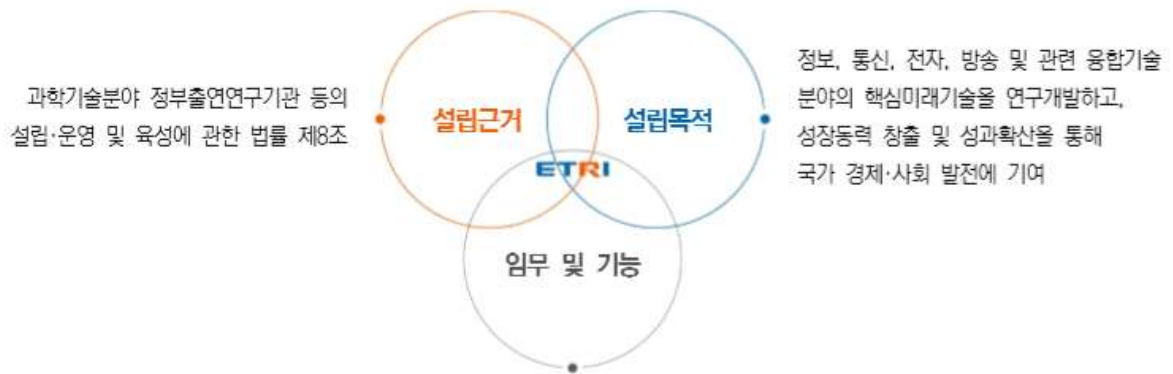 과학기술분야 정부출연연구기관 등의
설립·운영 및 육성에 관한 법률 제8조
설립근거
설립목적
ETRI
정보, 통신, 전자, 방송 및 관련 융합기술
분야의 핵심미래기술을 연구개발하고,
성장동력 창출 및 성과확산을 통해
국가 경제·사회 발전에 기여
임무 및 기능